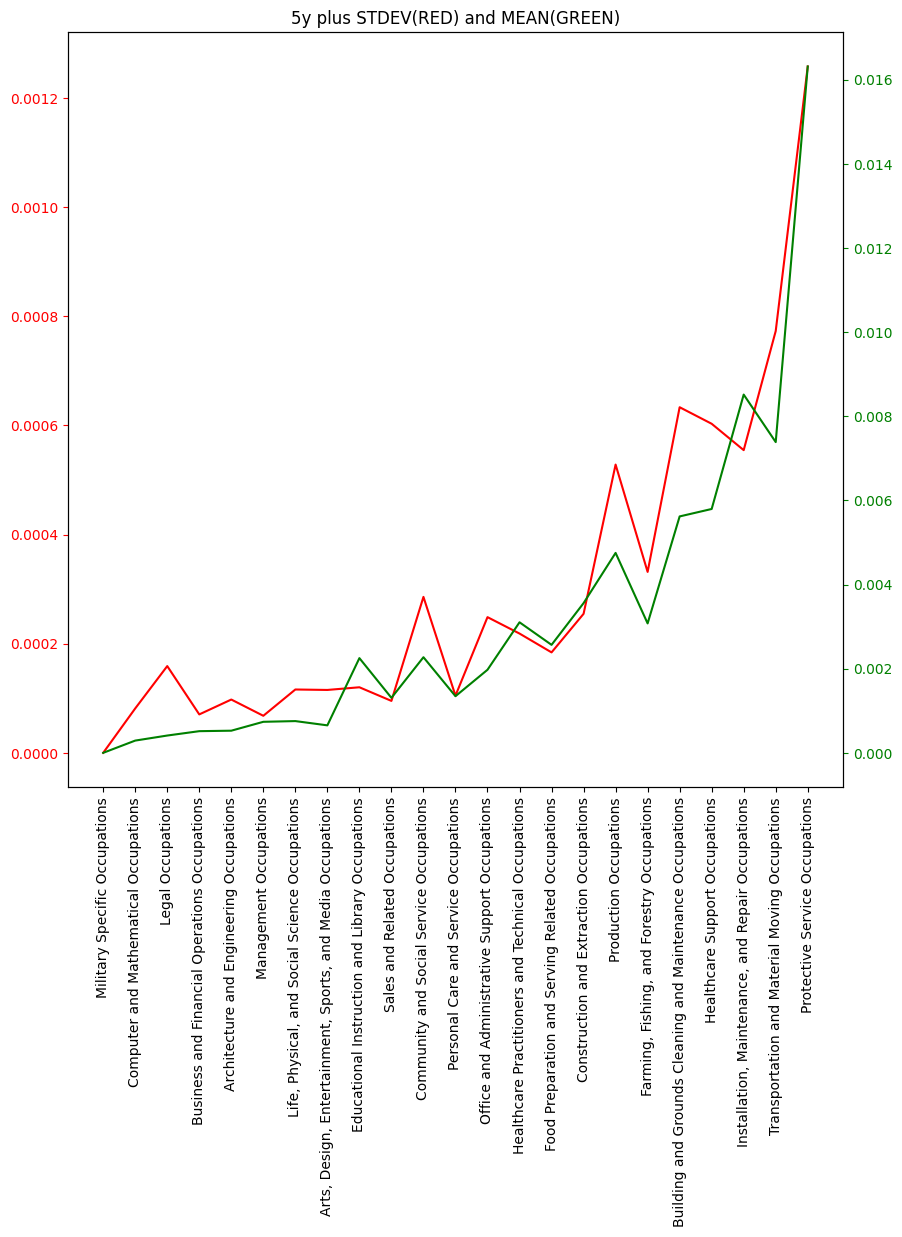 5y plus STDEV(RED) and MEAN(GREEN)
0.0012
0.0010
0.0008
0.0006
0.0004
0.0002
0.0000
0.016
0.014
0.012
0.010
0.008
0.006
0.004
0.002
0.000
Military Specific Occupations
Computer and Mathematical Occupations
Legal Occupations
Business and Financial Operations Occupations
Architecture and Engineering Occupations
Management Occupations
Life, Physical, and Social Science Occupations
Arts, Design, Entertainment, Sports, and Media Occupations
Educational Instruction and Library Occupations
Sales and Related Occupations
Community and Social Service Occupations
Personal Care and Service Occupations
Office and Administrative Support Occupations
Healthcare Practitioners and Technical Occupations
Food Preparation and Serving Related Occupations
Construction and Extraction Occupations
Production Occupations
Farming, Fishing, and Forestry Occupations
Building and Grounds Cleaning and Maintenance Occupations
Healthcare Support Occupations
Installation, Maintenance, and Repair Occupations
Transportation and Material Moving Occupations
Protective Service Occupations